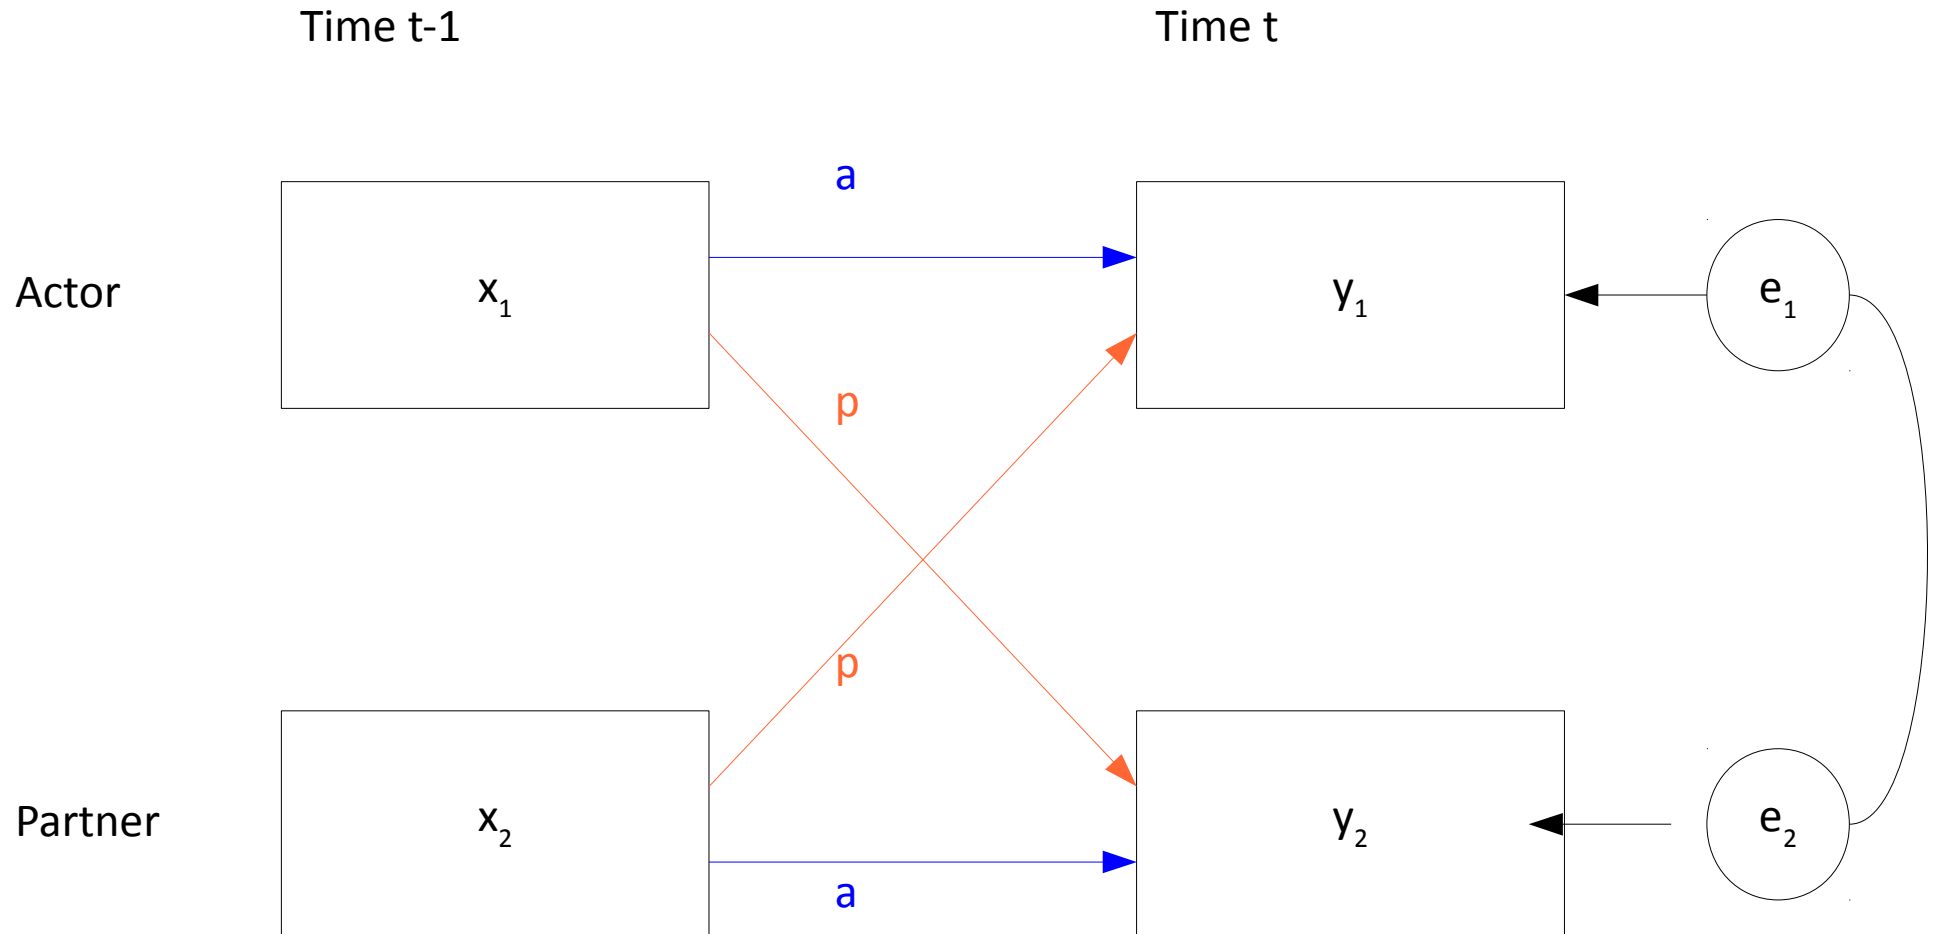 Time t-1 Time t
a
Actor x₁ y₁ e₁
p
p
Partner x₂ y₂ e₂
a